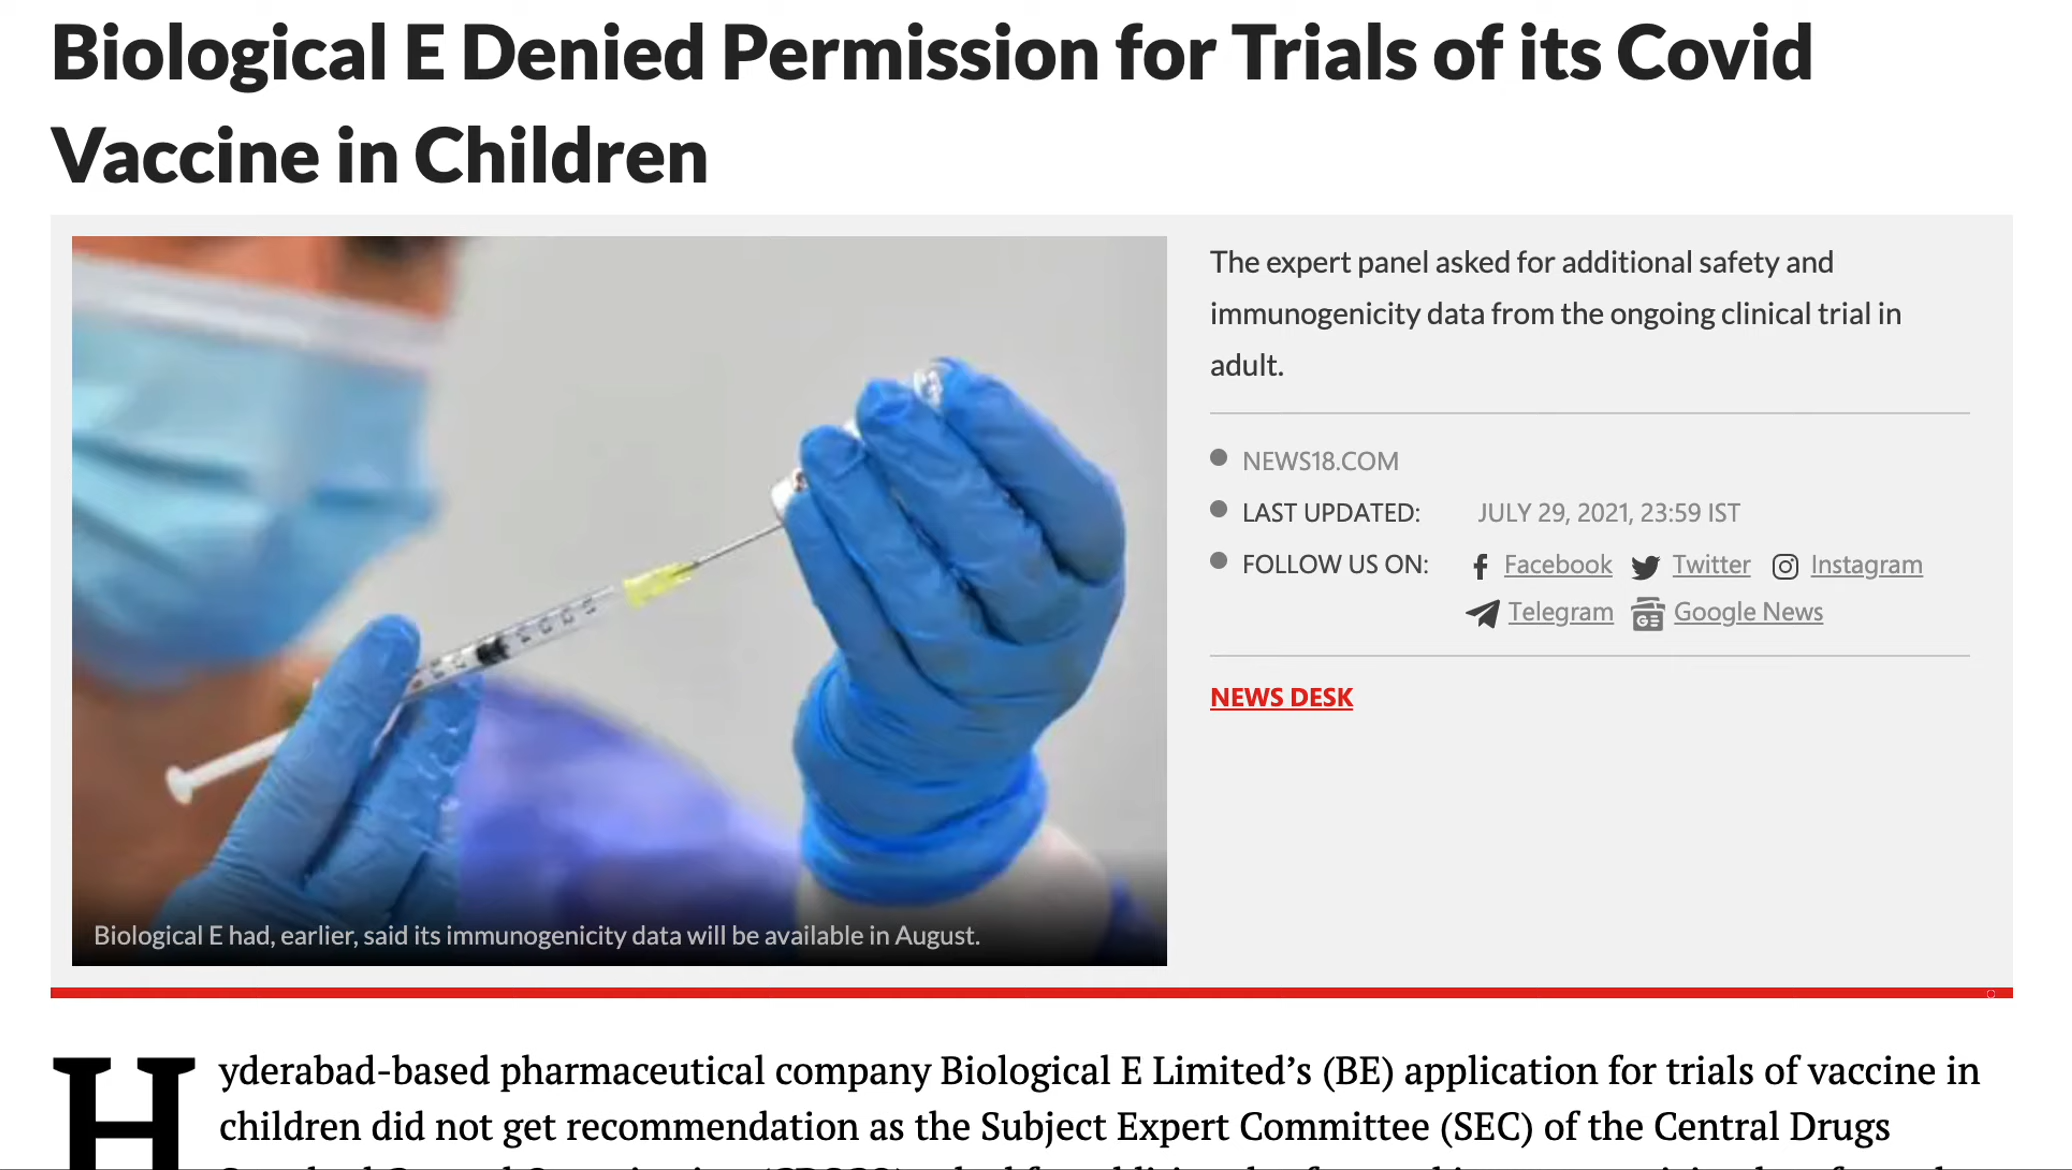 Biological E Denied Permission for Trials of its Covid
Vaccine in Children
Biological E had, earlier, said its immunogenicity data will be available in August.
The expert panel asked for additional safety and
immunogenicity data from the ongoing clinical trial in
adult.
NEWS18.COM
LAST UPDATED: JULY 29, 2021, 23:59 IST
FOLLOW US ON: Facebook Twitter Instagram
Telegram Google News
NEWS DESK
Hyderabad-based pharmaceutical company Biological E Limited’s (BE) application for trials of vaccine in
children did not get recommendation as the Subject Expert Committee (SEC) of the Central Drugs